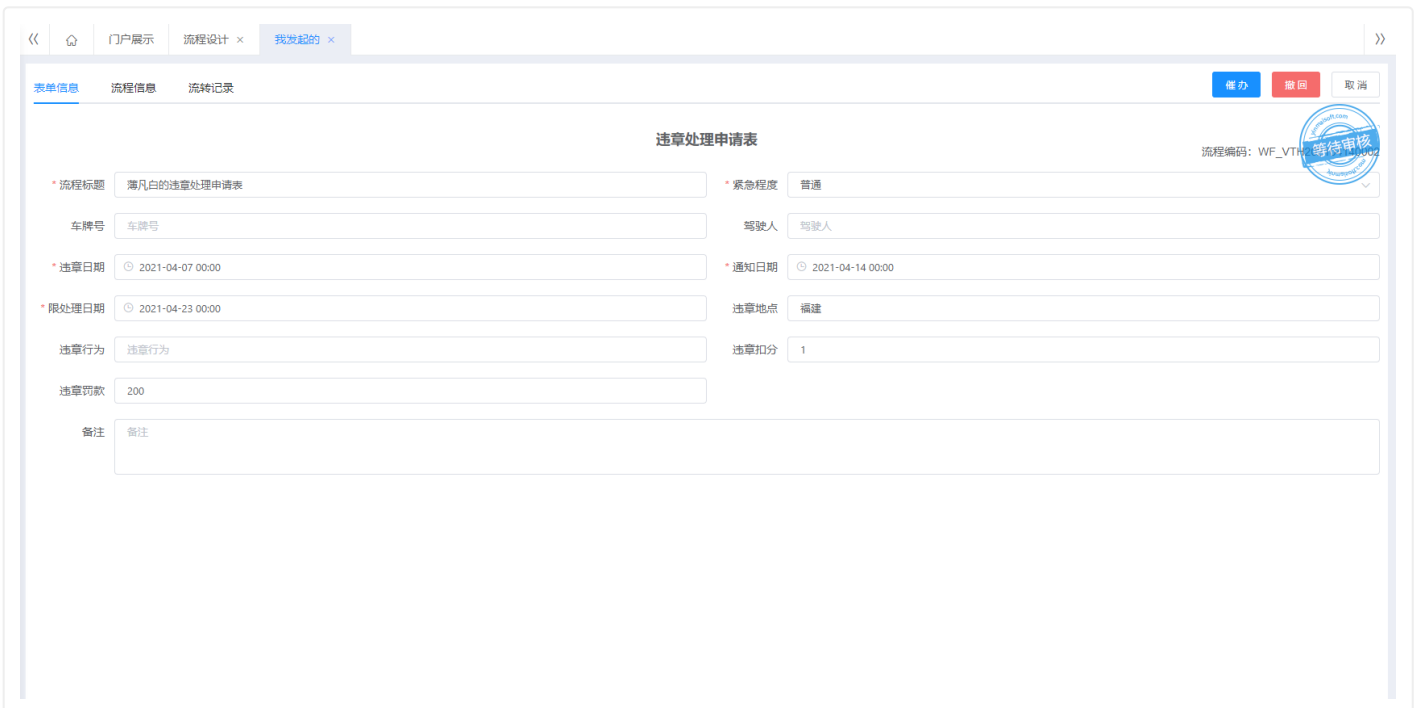 门户展示 流程设计 × 我发起的 ×
表单信息 流程信息 流转记录 催办 撤回 取消
违章处理申请表
流程编码：
等待审核
* 流程标题 薄凡白的违章处理申请表 * 紧急程度 普通
车牌号 车牌号 驾驶人 驾驶人
* 违章日期 2021-04-07 00:00 * 通知日期 2021-04-14 00:00
* 限处理日期 2021-04-23 00:00 违章地点 福建
违章行为 违章行为 违章扣分 1
违章罚款 200
备注 备注